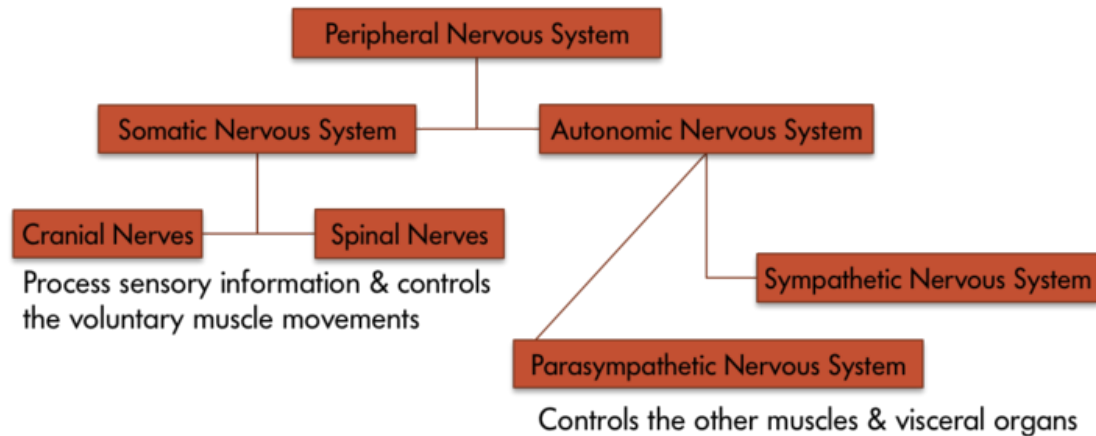 Peripheral Nervous System
Somatic Nervous System
Autonomic Nervous System
Cranial Nerves
Spinal Nerves
Process sensory information & controls
the voluntary muscle movements
Sympathetic Nervous System
Parasympathetic Nervous System
Controls the other muscles & visceral organs